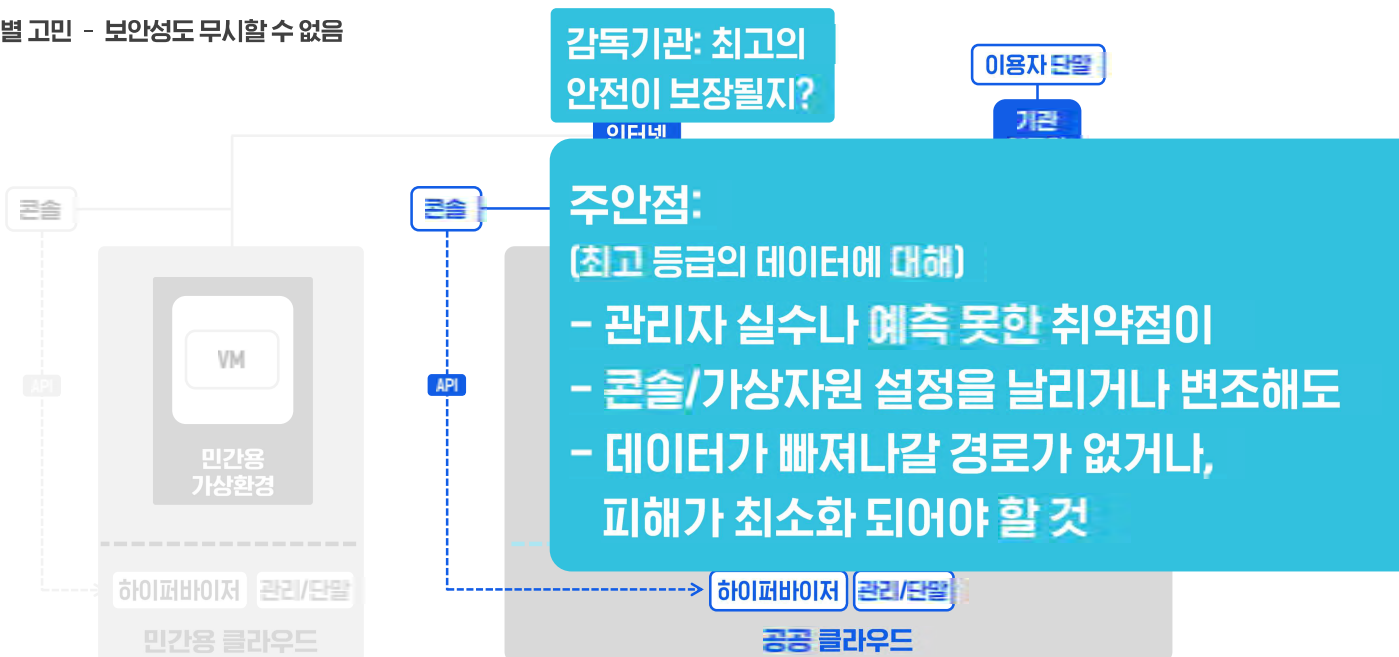 별 고민 - 보안성도 무시할 수 없음
감독기관: 최고의
안전이 보장될지?
이용자 단말
기관
인터넷
콘솔
콘솔
주안점:
(최고 등급의 데이터에 대해)
- 관리자 실수나 예측 못한 취약점이
- 콘솔/가상자원 설정을 날리거나 변조해도
- 데이터가 빠져나갈 경로가 없거나,
피해가 최소화 되어야 할 것
VM
API
API
민간용
가상환경
하이퍼바이저
관리/단말
하이퍼바이저
관리/단말
민간용 클라우드
공공 클라우드